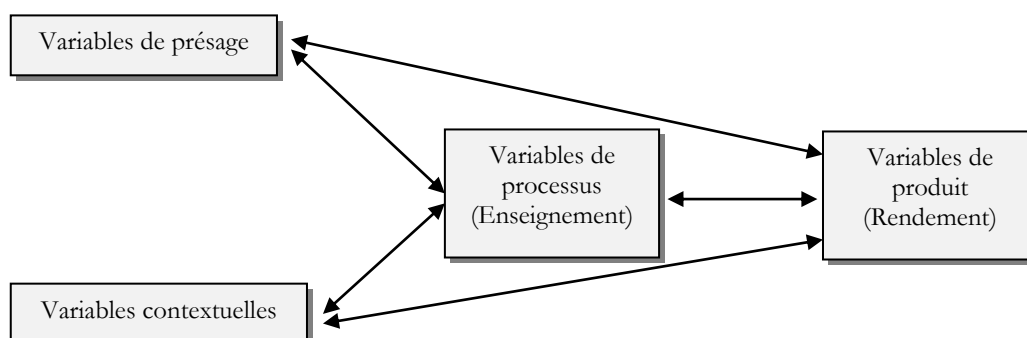 Variables de présage
Variables de
processus
(Enseignement)
Variables de
produit
(Rendement)
Variables contextuelles